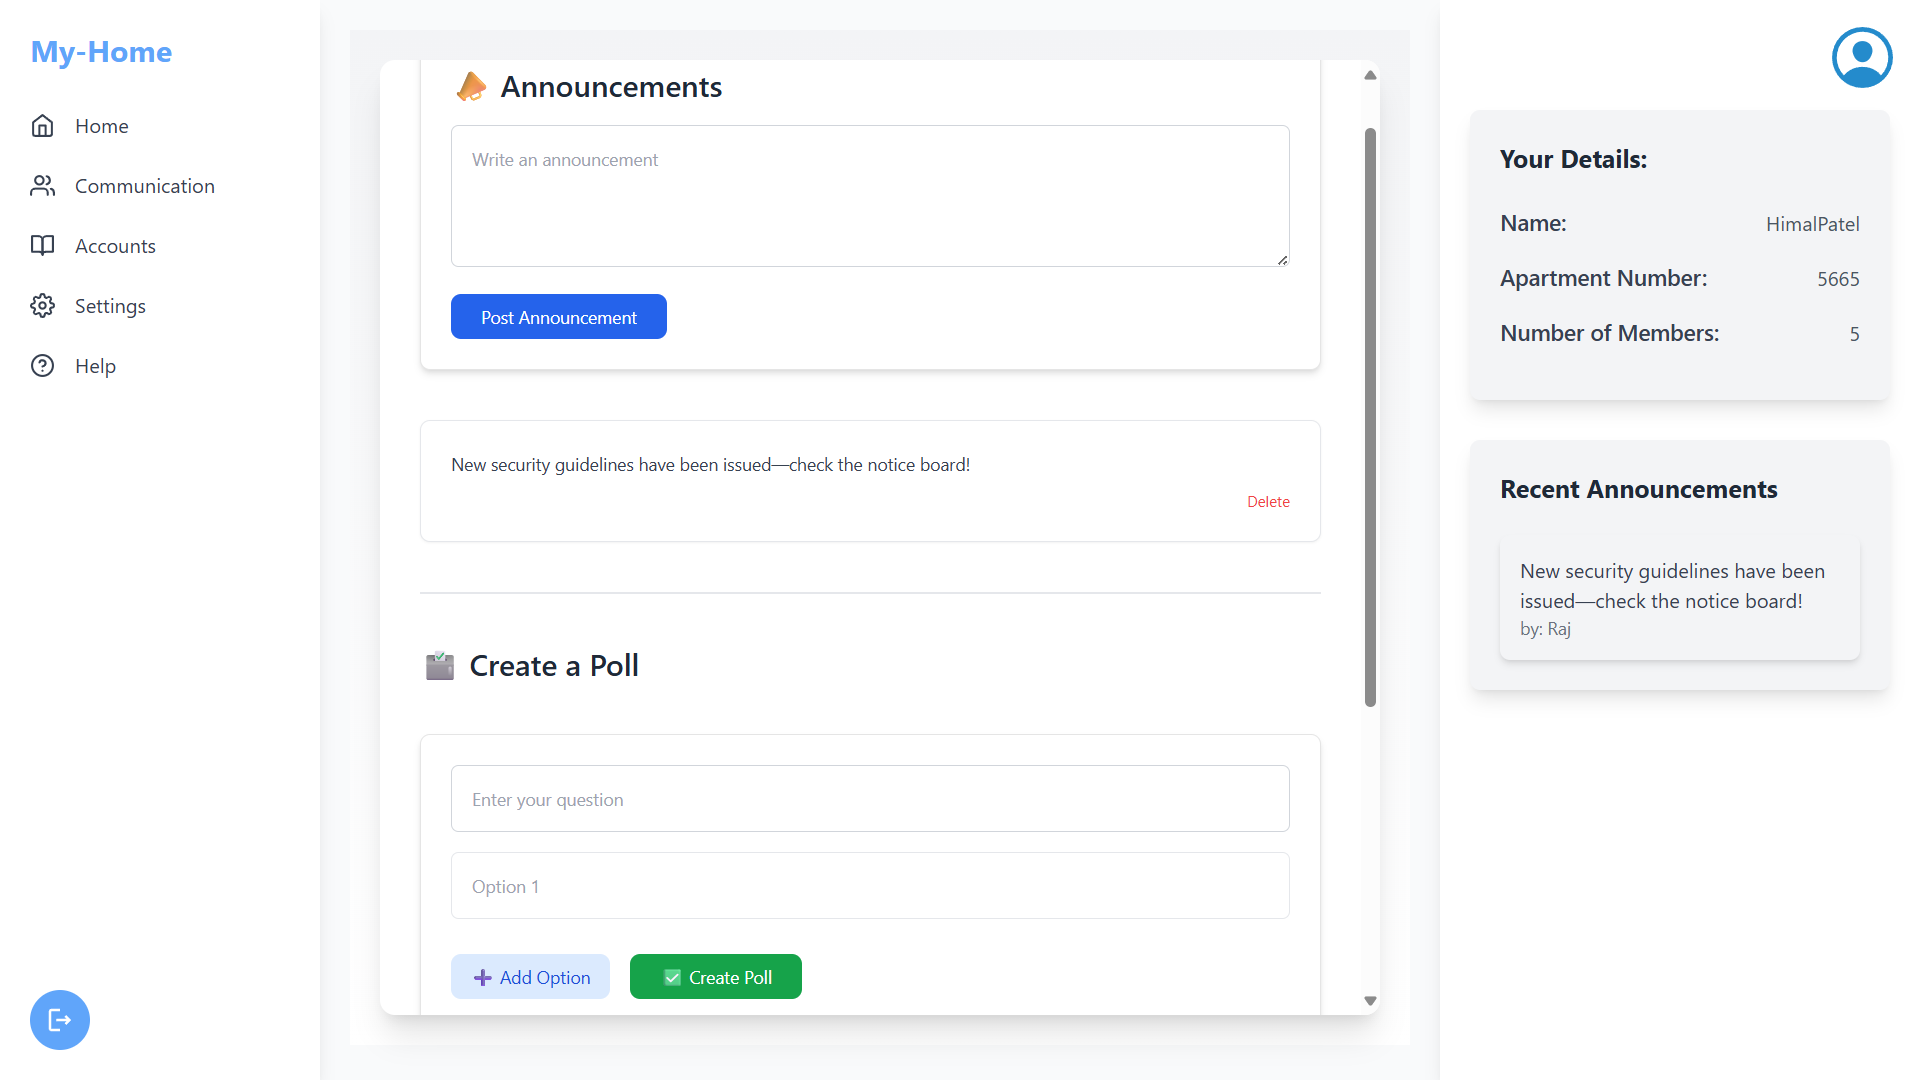 My-Home
Home
Communication
Accounts
Settings
Help
Announcements
Write an announcement
Post Announcement
New security guidelines have been issued—check the notice board!
Delete
Create a Poll
Enter your question
Option 1
Add Option
Create Poll
Your Details:
Name: HimalPatel
Apartment Number: 5665
Number of Members: 5
Recent Announcements
New security guidelines have been
issued—check the notice board!
by: Raj